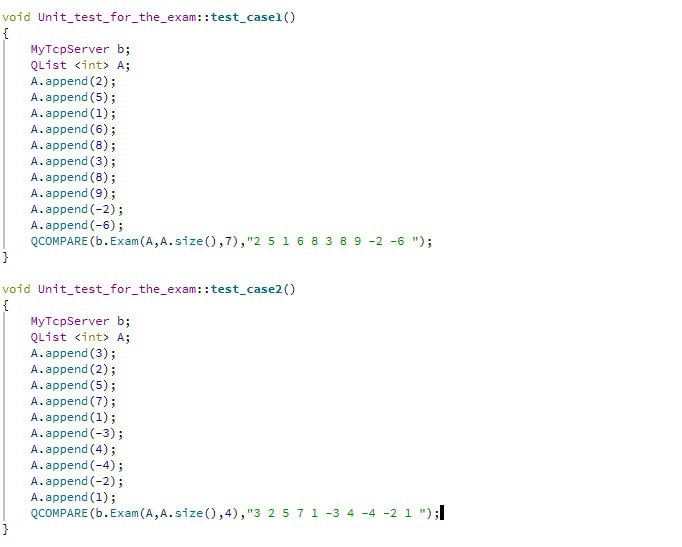 void Unit_test_for_the_exam::test_case1()
{
    MyTcpServer b;
    QList <int> A;
    A.append(2);
    A.append(5);
    A.append(1);
    A.append(6);
    A.append(8);
    A.append(3);
    A.append(8);
    A.append(9);
    A.append(-2);
    A.append(-6);
    QCOMPARE(b.Exam(A,A.size(),7),"2 5 1 6 8 3 8 9 -2 -6 ");
}
void Unit_test_for_the_exam::test_case2()
{
    MyTcpServer b;
    QList <int> A;
    A.append(3);
    A.append(2);
    A.append(5);
    A.append(7);
    A.append(1);
    A.append(-3);
    A.append(4);
    A.append(-4);
    A.append(-2);
    A.append(1);
    QCOMPARE(b.Exam(A,A.size(),4),"3 2 5 7 1 -3 4 -4 -2 1 ");
}